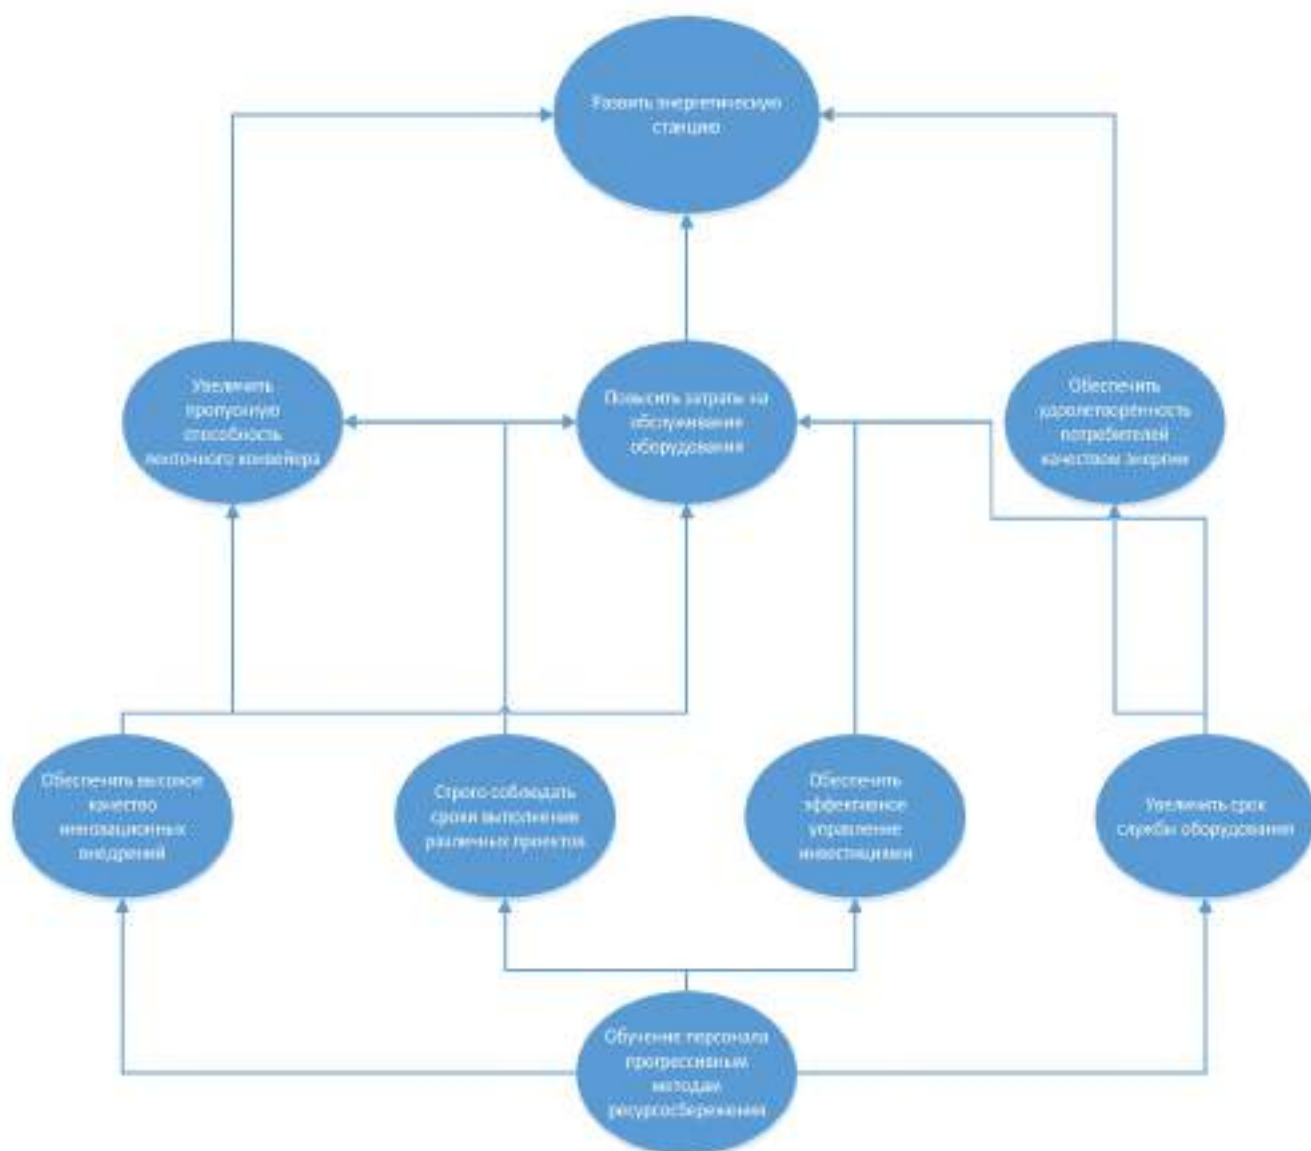 Развить энергетическую
станцию
Увеличить
пропускную
способность
ленточного конвейера
Повысить затраты на
обслуживание
оборудования
Обеспечить
удволетворённость
потребителей
качеством энергии
Обеспечить высокое
качество
инновационных
внедрений
Строго соблюдать
сроки выполнения
различных проектов
Обеспечить
эффективное
управление
инвестициями
Увеличить срок
службы оборудования
Обучение персонала
прогрессивным
методам
ресурсосбережения